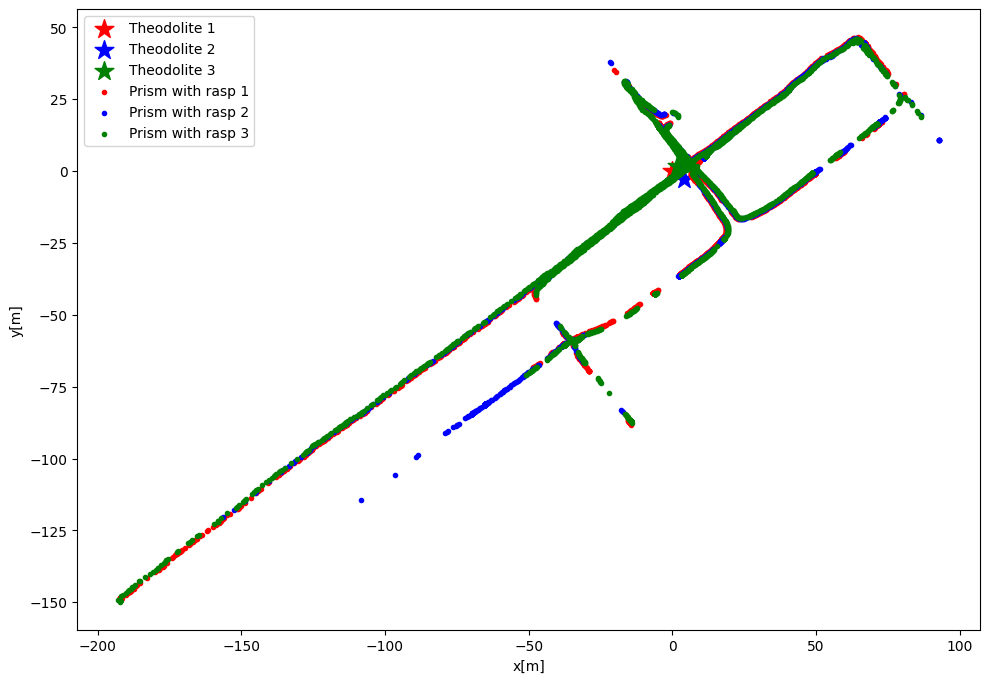 Theodolite 1
Theodolite 2
Theodolite 3
Prism with rasp 1
Prism with rasp 2
Prism with rasp 3
50
25
0
−25
−50
−75
−100
−125
−150
y[m]
−200
−150
−100
−50
0
50
100
x[m]